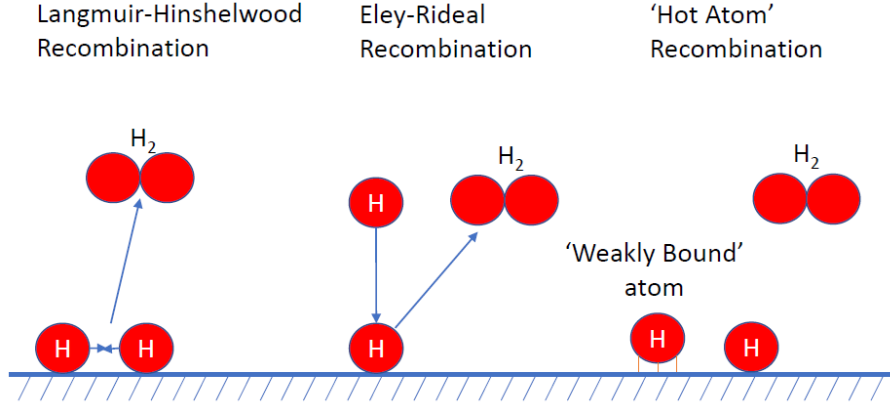 Langmuir-Hinshelwood
Recombination
Eley-Rideal
Recombination
‘Hot Atom’
Recombination
H₂
H
H
H₂
H
H
H₂
‘Weakly Bound’
atom
H
H